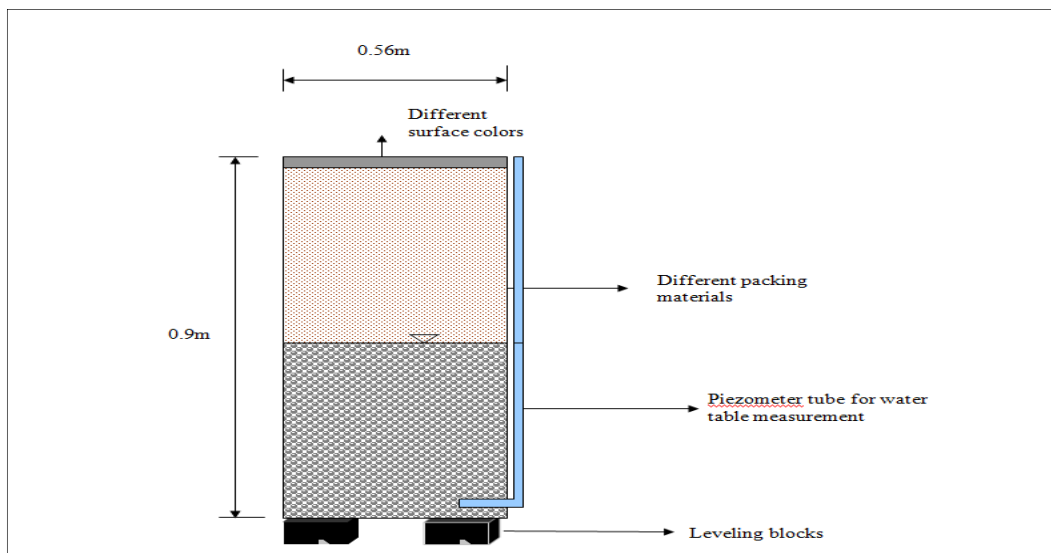 0.56m
Different
surface colors
Different packing
materials
0.9m
Piezometer tube for water
table measurement
Leveling blocks